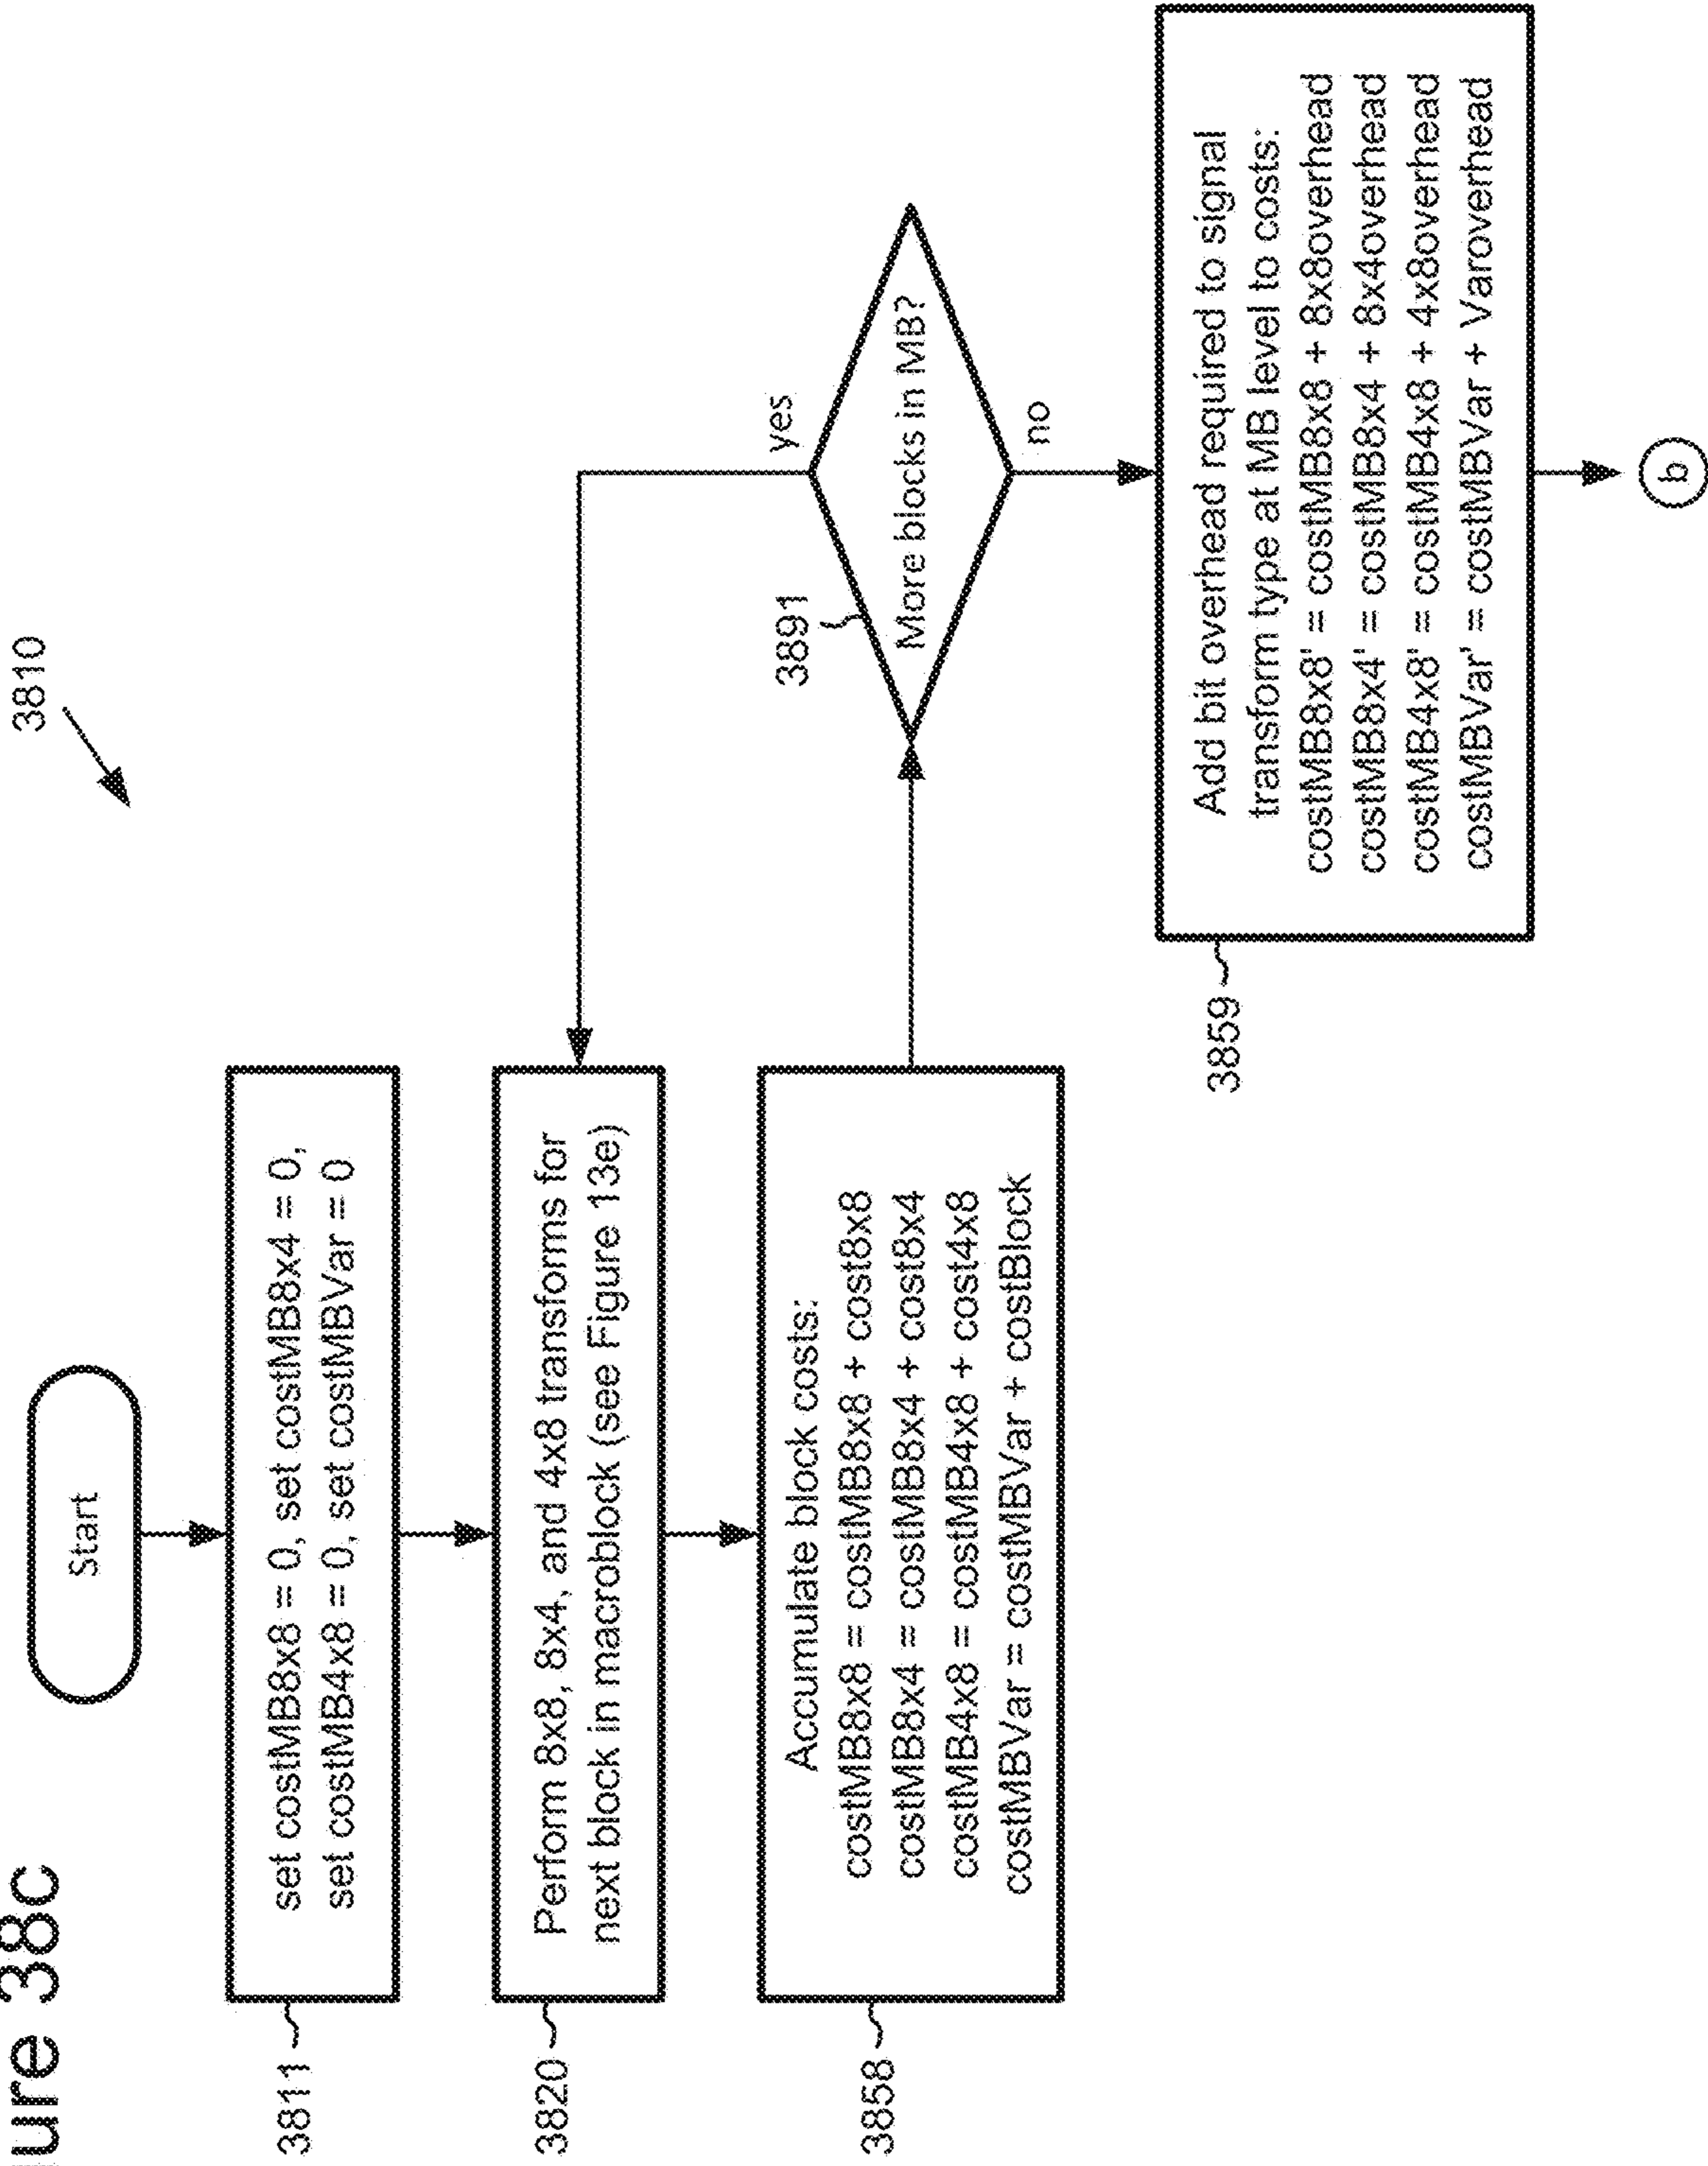 ure 38c
3810
Start
3811
set costMB8x8 = 0, set costMB8x4 = 0,
set costMB4x8 = 0, set costMBVar = 0
3820
Perform 8x8, 8x4, and 4x8 transforms for
next block in macroblock (see Figure 13e)
3858
Accumulate block costs:
costMB8x8 = costMB8x8 + cost8x8
costMB8x4 = costMB8x4 + cost8x4
costMB4x8 = costMB4x8 + cost4x8
costMBVar = costMBVar + costBlock
3891
More blocks in MB?
yes
no
3859
Add bit overhead required to signal
transform type at MB level to costs:
costMB8x8' = costMB8x8 + 8x8overhead
costMB8x4' = costMB8x4 + 8x4overhead
costMB4x8' = costMB4x8 + 4x8overhead
costMBVar' = costMBVar + Varoverhead
b